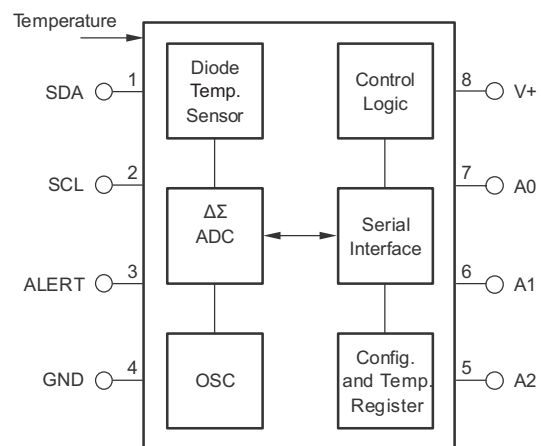 Temperature
SDA
1
SCL
2
ALERT
3
GND
4
Diode
Temp.
Sensor
ΔΣ
ADC
OSC
Control
Logic
Serial
Interface
Config.
and Temp.
Register
8
V+
7
A0
6
A1
5
A2